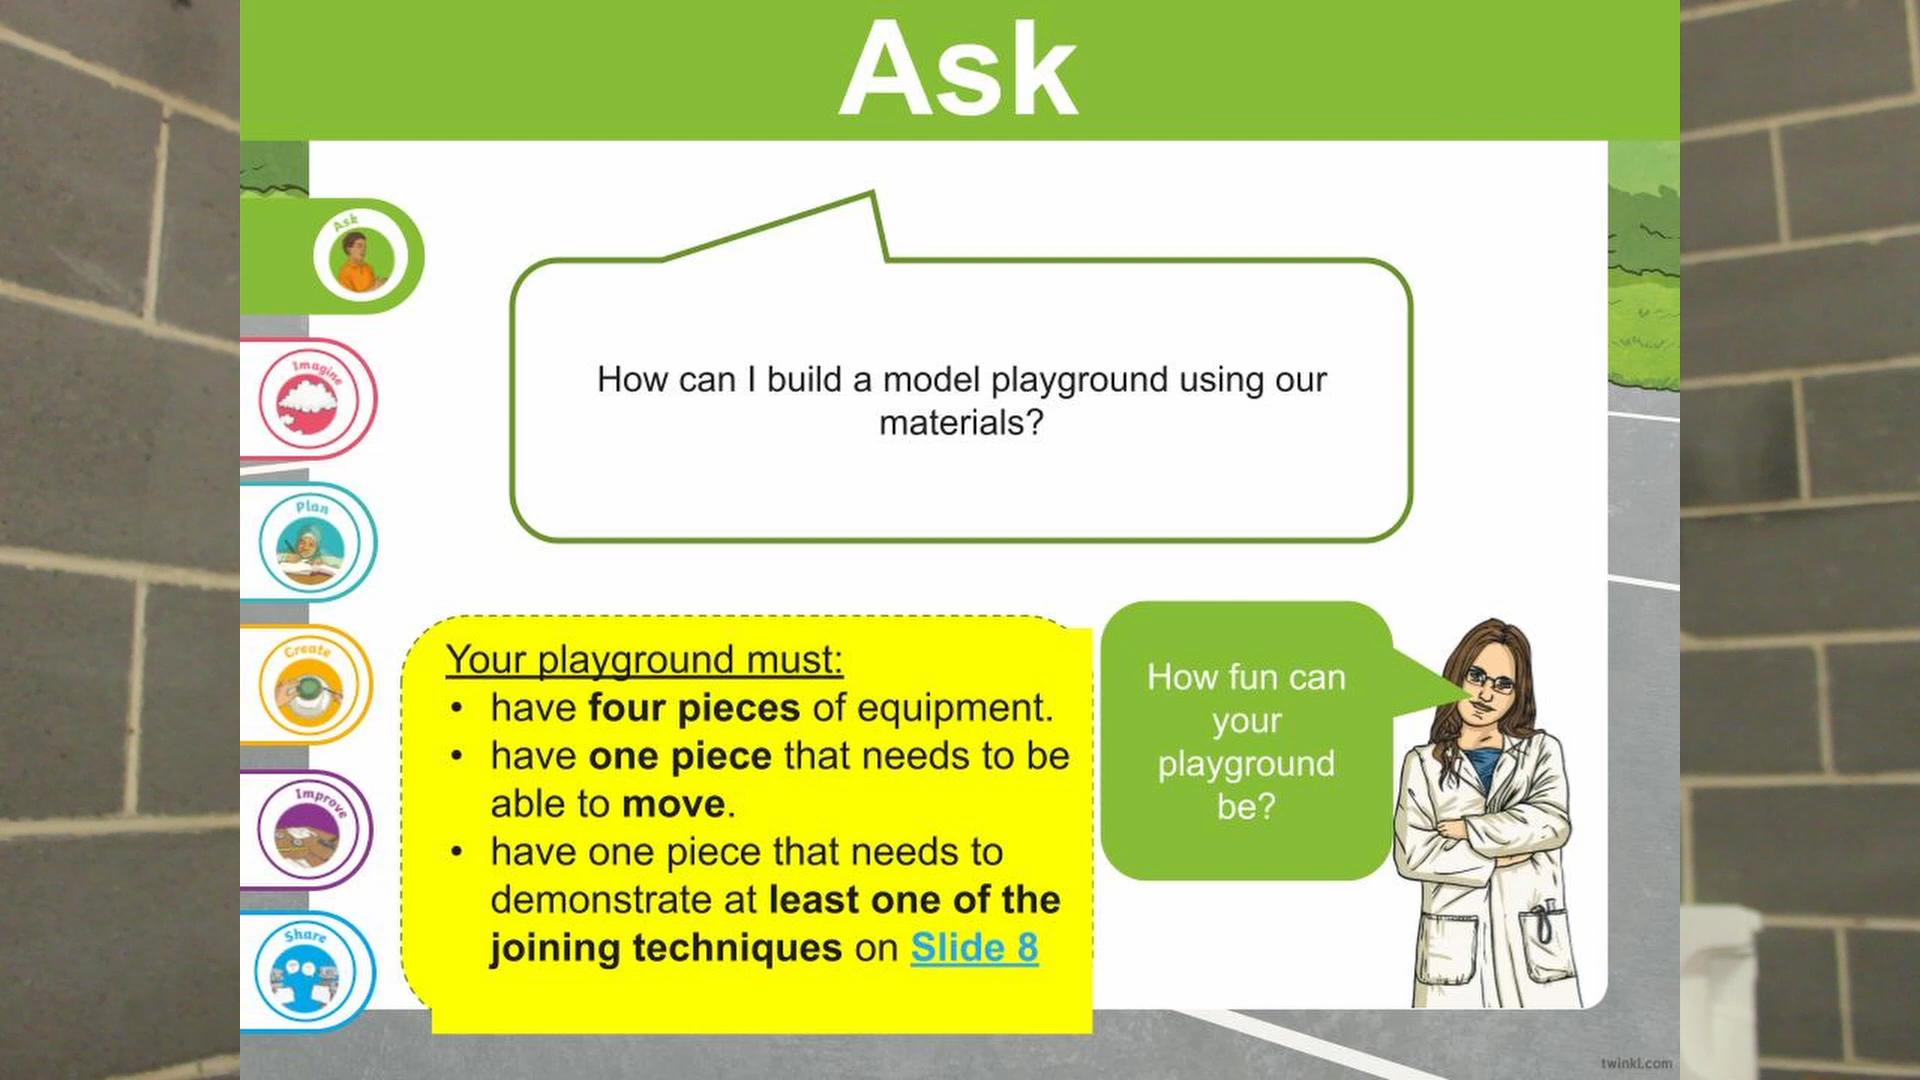 Ask
Ask
How can I build a model playground using our
materials?
Imagine
Plan
Create
Improve
Share
Your playground must:
• have four pieces of equipment.
• have one piece that needs to be
able to move.
• have one piece that needs to
demonstrate at least one of the
joining techniques on Slide 8
How fun can
your
playground
be?
twinkl.com